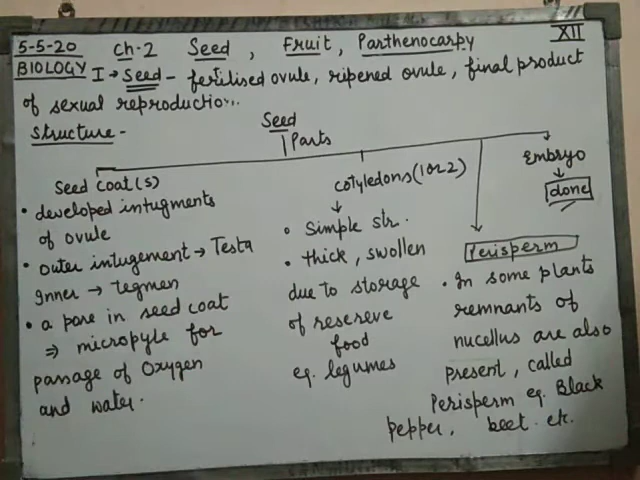 5-5-20 Ch-2 Seed, Fruit, Parthenocarpy XII
BIOLOGY I → Seed - fertilised ovule, ripened ovule, final product
of sexual reproduction..
Structure -
Seed
Parts
Seed coat(s)
• developed intugments
of ovule
• outer intugement → Testa
Inner → tegmen
• a pore in seed coat
⇒ micropyle for
passage of Oxygen
and water.
cotyledons (1 or 2)
• Simple str.
• thick, swollen
due to storage
of resereve
food
eg. legumes
Perisperm
• In some plants
remnants of
nucellus are also
present, called
Perisperm eg. Black
pepper, beet. etc.
Embryo
done